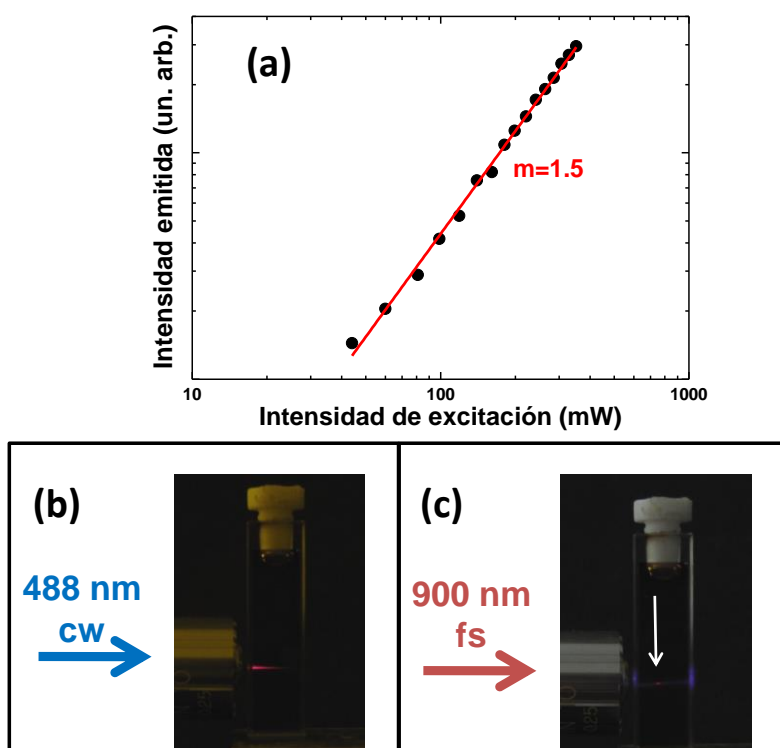 (a)
Intensidad emitida (un. arb.)
m=1.5
10
100
1000
Intensidad de excitación (mW)
(b)
488 nm
cw
(c)
900 nm
fs